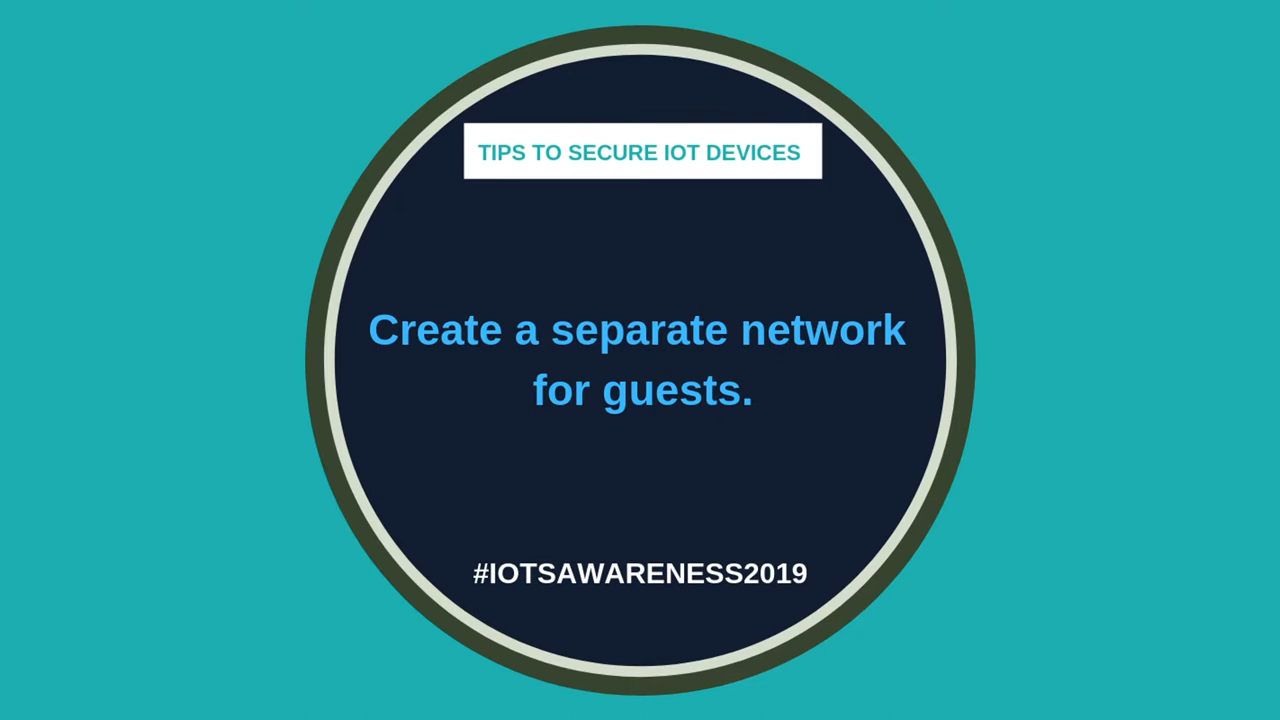 TIPS TO SECURE IOT DEVICES
Create a separate network
for guests.
#IOTSAWARENESS2019